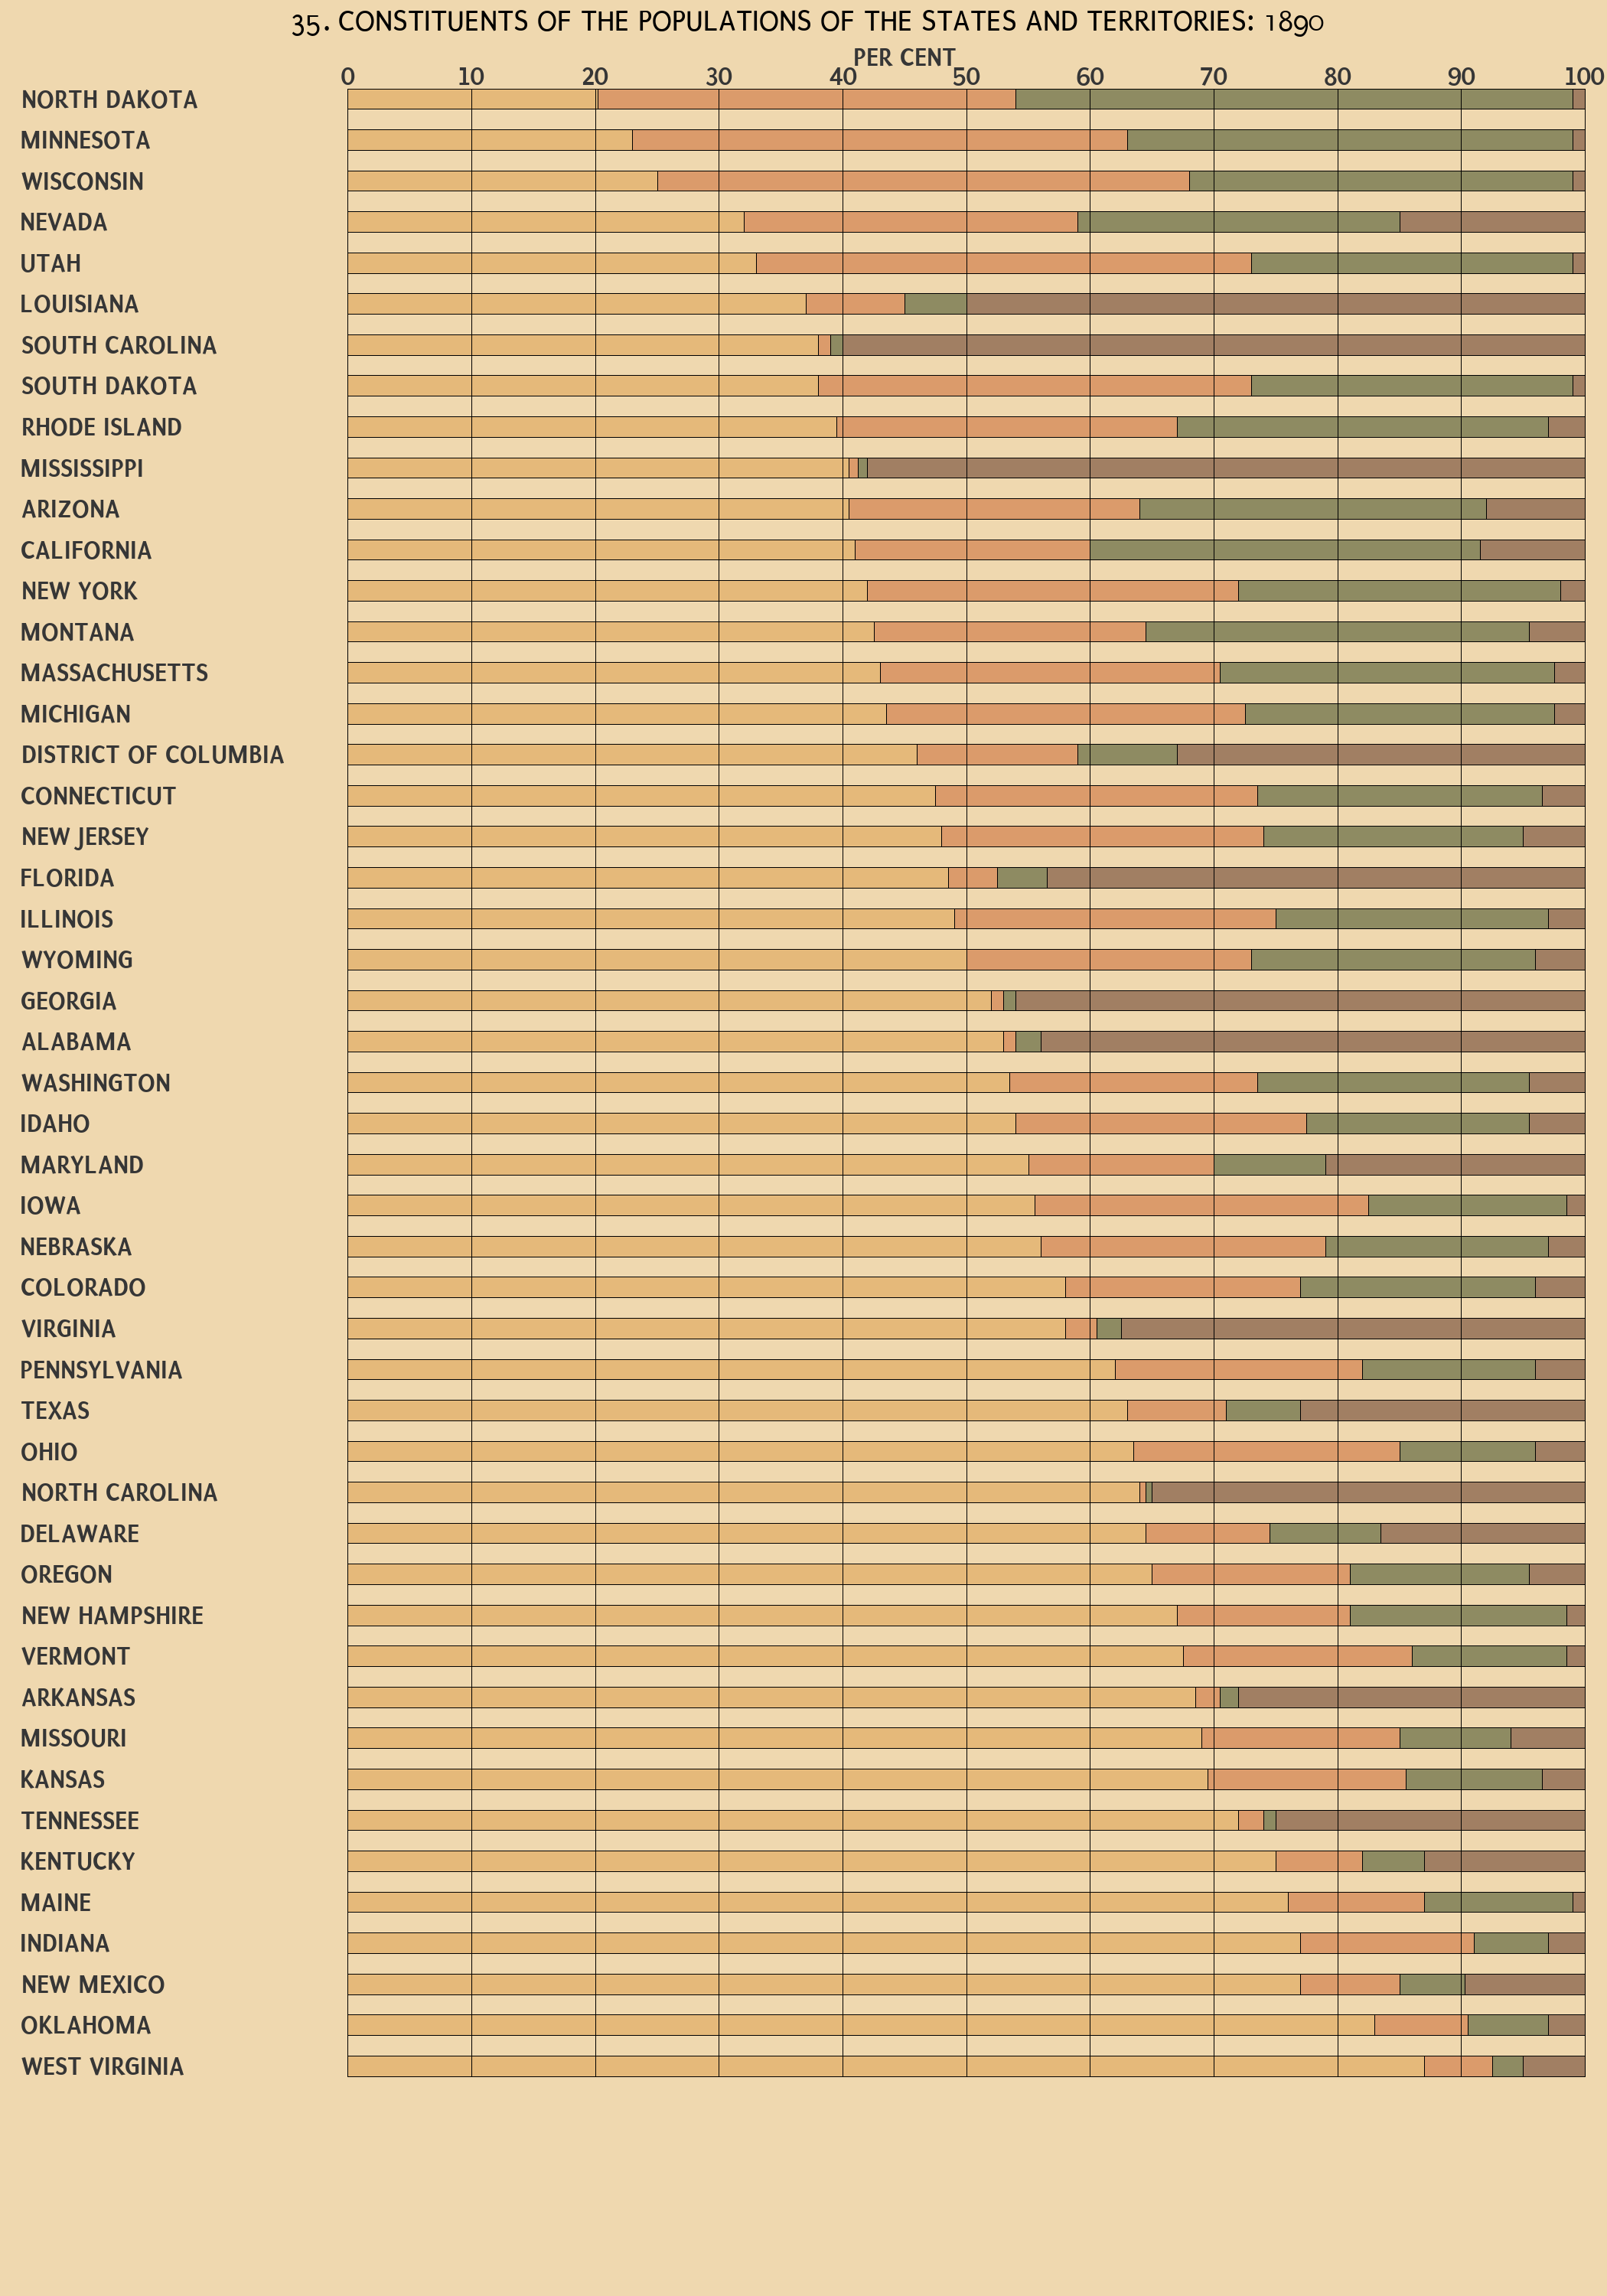 35. CONSTITUENTS OF THE POPULATIONS OF THE STATES AND TERRITORIES: 1890
PER CENT
0 10 20 30 40 50 60 70 80 90 100
NORTH DAKOTA
MINNESOTA
WISCONSIN
NEVADA
UTAH
LOUISIANA
SOUTH CAROLINA
SOUTH DAKOTA
RHODE ISLAND
MISSISSIPPI
ARIZONA
CALIFORNIA
NEW YORK
MONTANA
MASSACHUSETTS
MICHIGAN
DISTRICT OF COLUMBIA
CONNECTICUT
NEW JERSEY
FLORIDA
ILLINOIS
WYOMING
GEORGIA
ALABAMA
WASHINGTON
IDAHO
MARYLAND
IOWA
NEBRASKA
COLORADO
VIRGINIA
PENNSYLVANIA
TEXAS
OHIO
NORTH CAROLINA
DELAWARE
OREGON
NEW HAMPSHIRE
VERMONT
ARKANSAS
MISSOURI
KANSAS
TENNESSEE
KENTUCKY
MAINE
INDIANA
NEW MEXICO
OKLAHOMA
WEST VIRGINIA